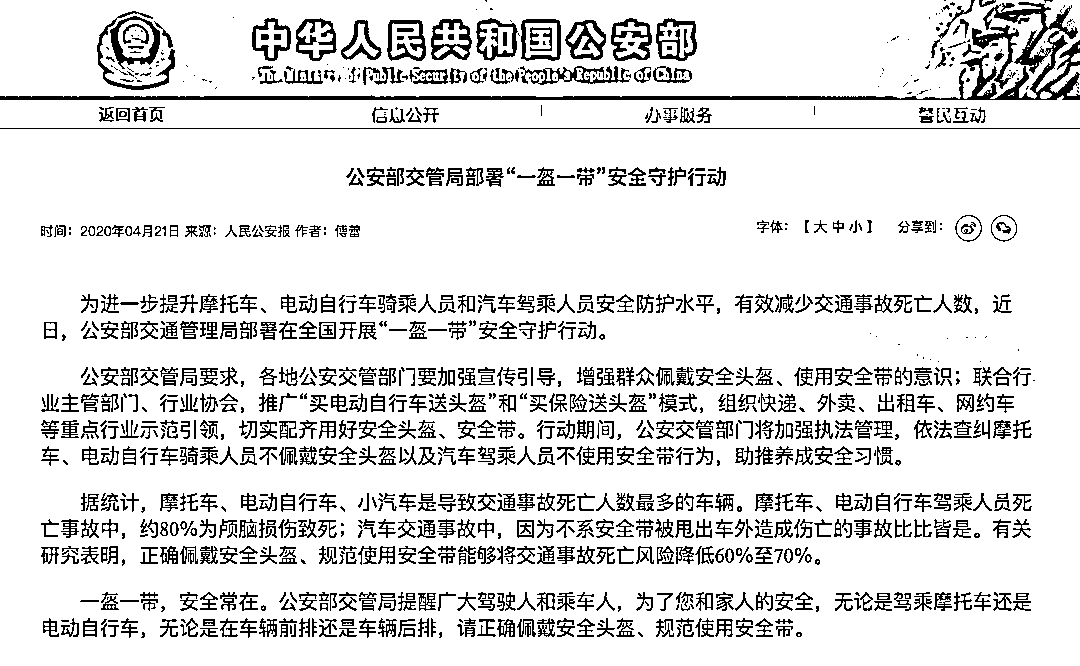 中华人民共和国公安部
The Ministry of Public Security of the People's Republic of China
返回首页 信息公开 办事服务 警民互动
公安部交管局部署“一盔一带”安全守护行动
时间：2020年04月21日 来源：人民公安报 作者：傅蕾
字体：【大 中 小】 分享到：
为进一步提升摩托车、电动自行车骑乘人员和汽车驾乘人员安全防护水平，有效减少交通事故死亡人数，近
日，公安部交通管理局部署在全国开展“一盔一带”安全守护行动。
公安部交管局要求，各地公安交管部门要加强宣传引导，增强群众佩戴安全头盔、使用安全带的意识；联合行
业主管部门、行业协会，推广“买电动自行车送头盔”和“买保险送头盔”模式，组织快递、外卖、出租车、网约车
等重点行业示范引领，切实配齐用好安全头盔、安全带。行动期间，公安交管部门将加强执法管理，依法查纠摩托
车、电动自行车骑乘人员不佩戴安全头盔以及汽车驾乘人员不使用安全带行为，助推养成安全习惯。
据统计，摩托车、电动自行车、小汽车是导致交通事故死亡人数最多的车辆。摩托车、电动自行车驾乘人员死
亡事故中，约80%为颅脑损伤致死；汽车交通事故中，因为不系安全带被甩出车外造成伤亡的事故比比皆是。有关
研究表明，正确佩戴安全头盔、规范使用安全带能够将交通事故死亡风险降低60%至70%。
一盔一带，安全常在。公安部交管局提醒广大驾驶人和乘车人，为了您和家人的安全，无论是驾乘摩托车还是
电动自行车，无论是在车辆前排还是车辆后排，请正确佩戴安全头盔、规范使用安全带。